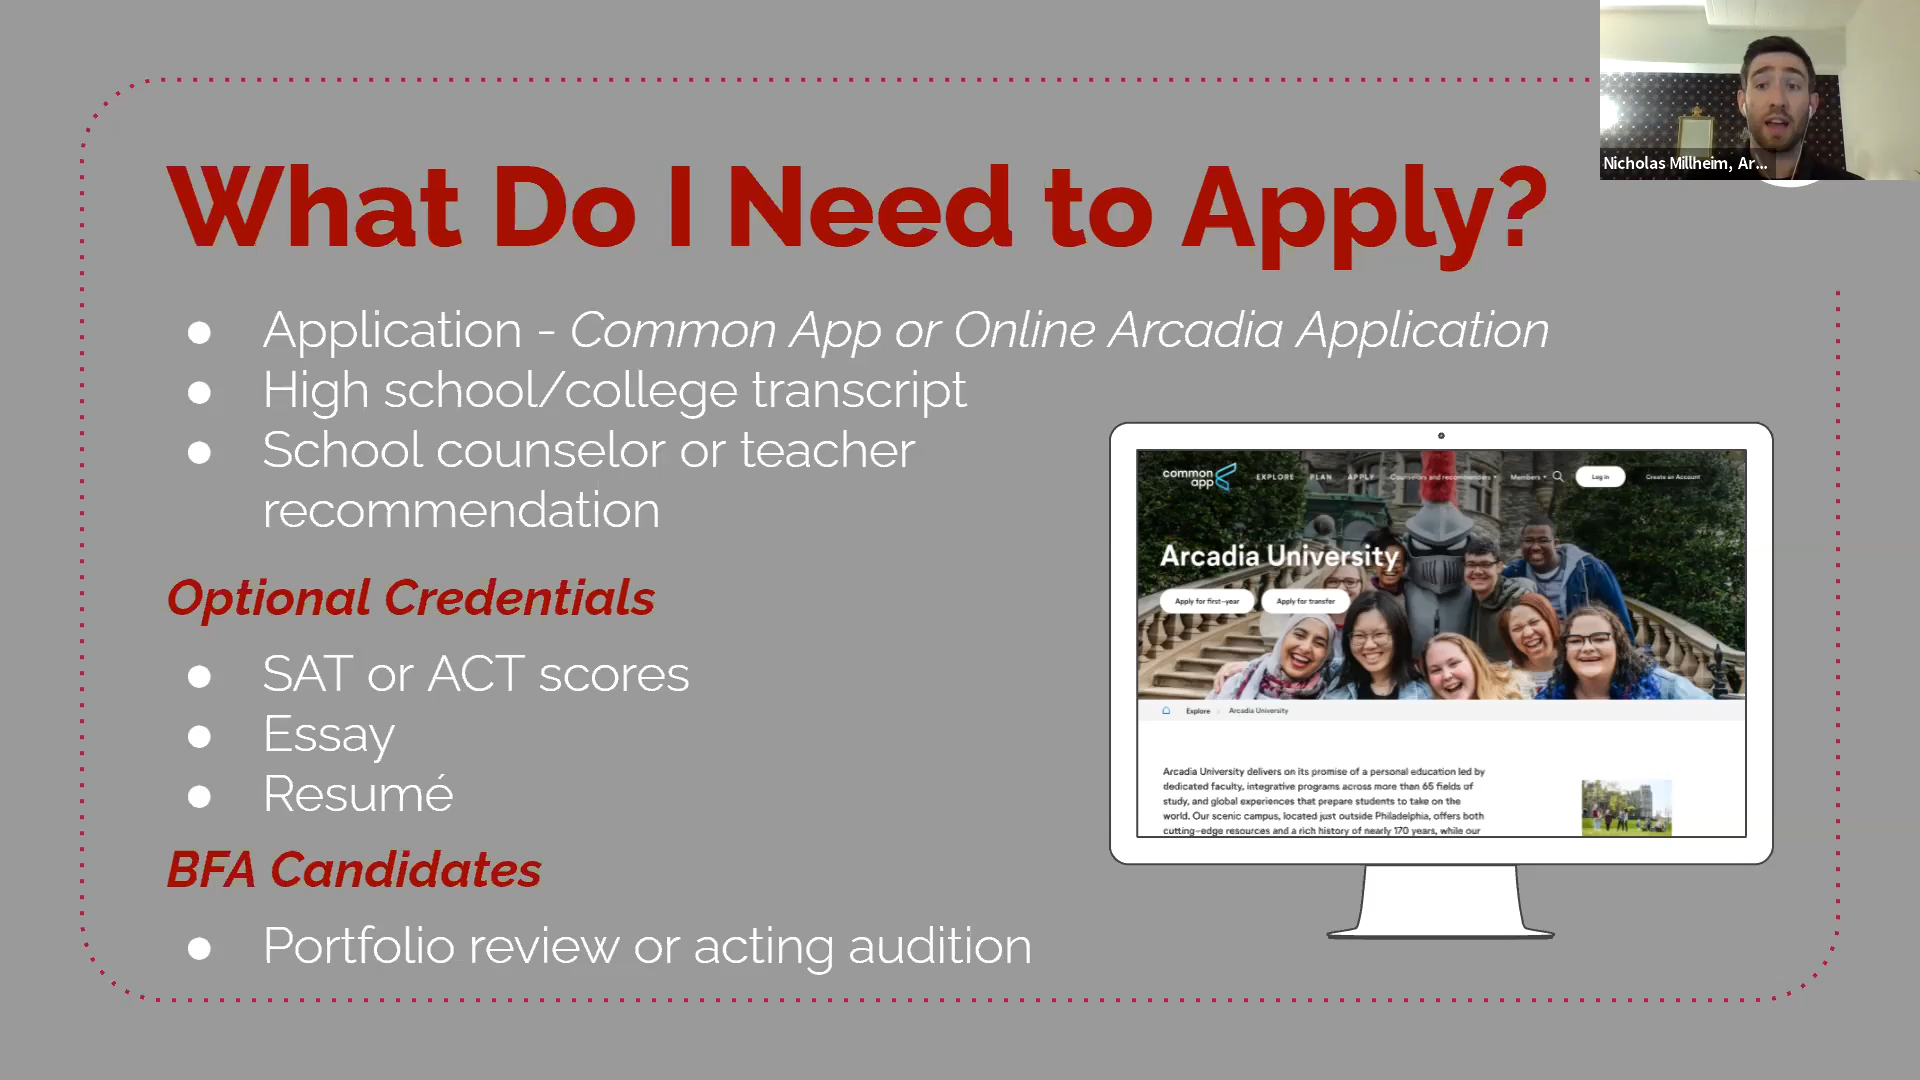 Nicholas Millheim, Ar...
What Do I Need to Apply?
● Application - Common App or Online Arcadia Application
● High school/college transcript
● School counselor or teacher
recommendation
Optional Credentials
● SAT or ACT scores
● Essay
● Resumé
BFA Candidates
● Portfolio review or acting audition
common app EXPLORE PLAN APPLY Counselors and recommenders Members Log in Create an Account
Arcadia University
Apply for first-year Apply for transfer
Explore Arcadia University
Arcadia University delivers on its promise of a personal education led by
dedicated faculty, integrative programs across more than 65 fields of
study, and global experiences that prepare students to take on the
world. Our scenic campus, located just outside Philadelphia, offers both
cutting-edge resources and a rich history of nearly 170 years, while our